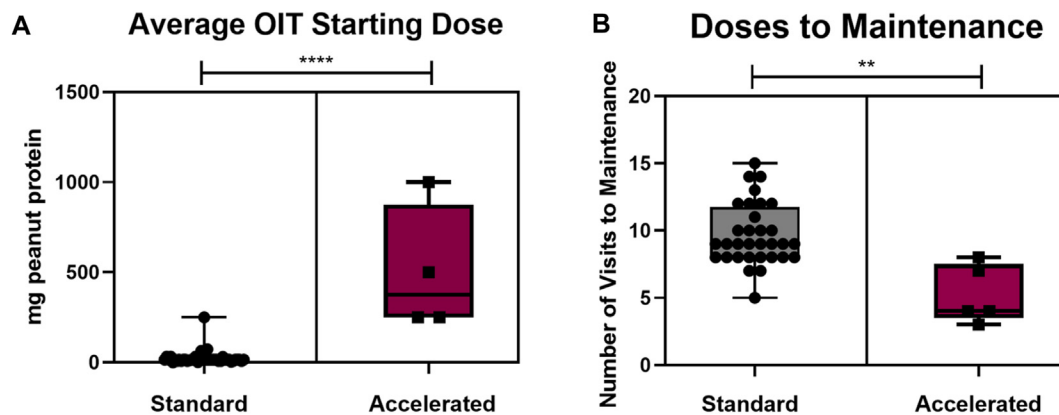 A
Average OIT Starting Dose
****
mg peanut protein
1500
1000
500
0
Standard
Accelerated
B
Doses to Maintenance
**
Number of Visits to Maintenance
20
15
10
5
0
Standard
Accelerated